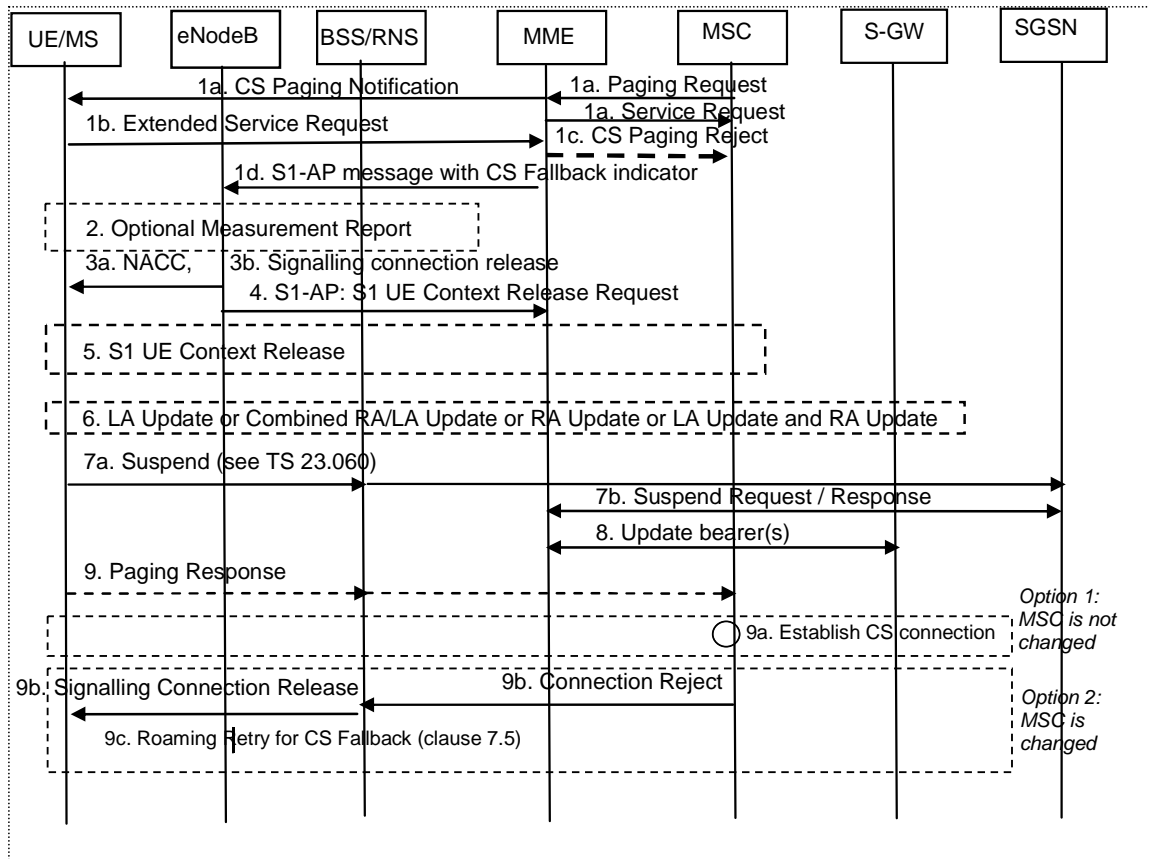 UE/MS
eNodeB
BSS/RNS
MME
MSC
S-GW
SGSN
1a. CS Paging Notification
1a. Paging Request
1a. Service Request
1b. Extended Service Request
1c. CS Paging Reject
1d. S1-AP message with CS Fallback indicator
2. Optional Measurement Report
3a. NACC,
3b. Signalling connection release
4. S1-AP: S1 UE Context Release Request
5. S1 UE Context Release
6. LA Update or Combined RA/LA Update or RA Update or LA Update and RA Update
7a. Suspend (see TS 23.060)
7b. Suspend Request / Response
8. Update bearer(s)
9. Paging Response
Option 1:
MSC is not
changed
9a. Establish CS connection
9b. Signalling Connection Release
9b. Connection Reject
Option 2:
MSC is
changed
9c. Roaming Retry for CS Fallback (clause 7.5)